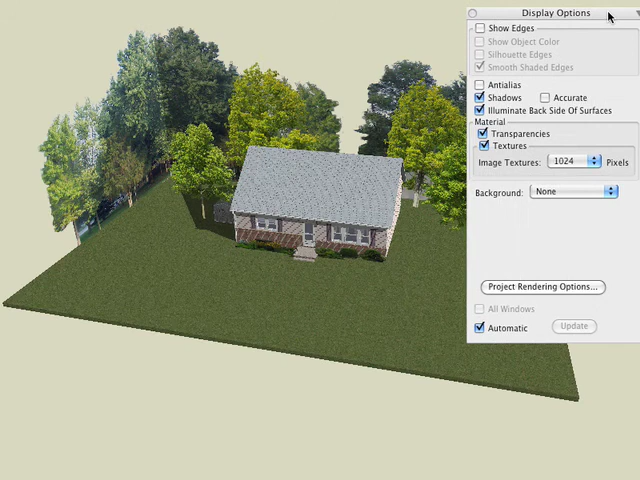 Display Options
Show Edges
Show Object Color
Silhouette Edges
Smooth Shaded Edges
Antialias
Shadows Accurate
Illuminate Back Side Of Surfaces
Material
Transparencies
Textures
Image Textures: 1024 Pixels
Background: None
Project Rendering Options...
All Windows
Automatic Update